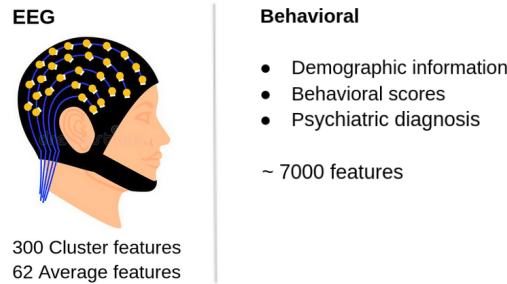 EEG
300 Cluster features
62 Average features
Behavioral
● Demographic information
● Behavioral scores
● Psychiatric diagnosis
~ 7000 features